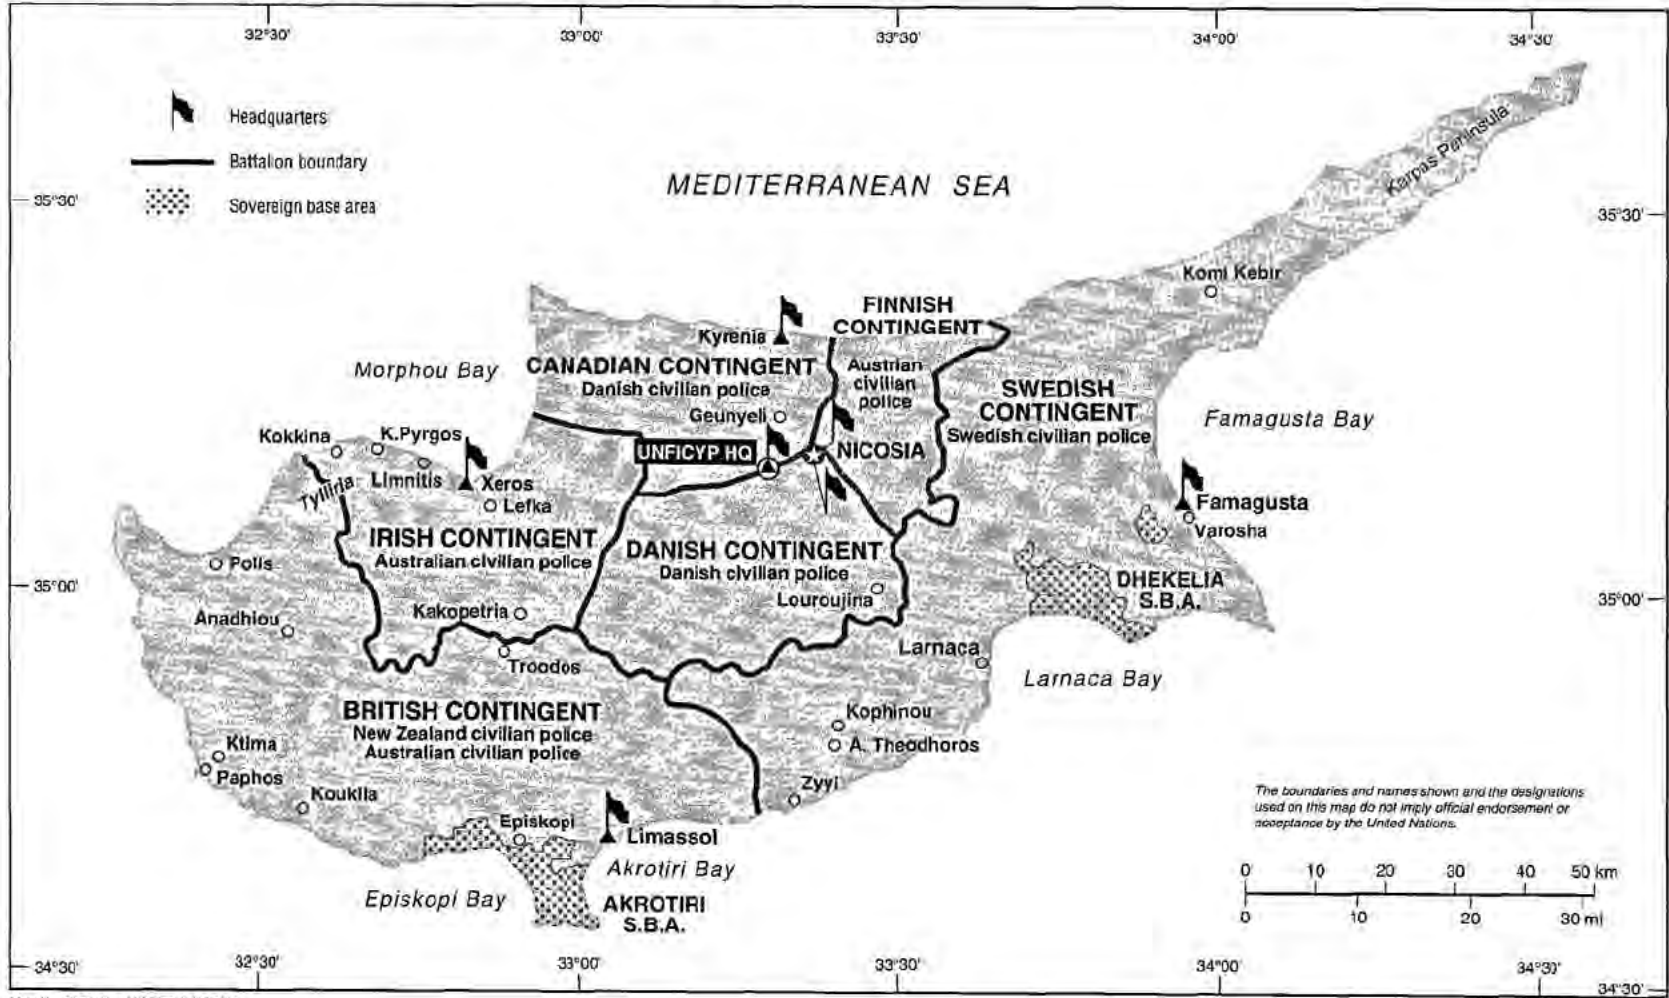 32°30'
33°00'
33°30'
34°00'
34°30'
Headquarters
Battalion boundary
Sovereign base area
MEDITERRANEAN SEA
35°30'
35°30'
Karpas Peninsula
Komi Kebir
FINNISH
CONTINGENT
Kyrenia
Morphou Bay
CANADIAN CONTINGENT
Danish civilian police
Austrian
civilian
police
SWEDISH
CONTINGENT
Swedish civilian police
Famagusta Bay
Geunyeli
Kokkina
K.Pyrgos
UNFICYP HQ
NICOSIA
Tylliria
Limnitis
Xeros
Lefka
Famagusta
Varosha
IRISH CONTINGENT
Australian civilian police
DANISH CONTINGENT
Danish civilian police
Polis
DHEKELIA
S.B.A.
35°00'
35°00'
Louroujina
Anadhiou
Kakopetria
Troodos
Larnaca
Larnaca Bay
BRITISH CONTINGENT
New Zealand civilian police
Australian civilian police
Kophinou
A. Theodhoros
Ktima
Paphos
Kouklia
Zyyi
Episkopi
Limassol
Akrotiri Bay
Episkopi Bay
AKROTIRI
S.B.A.
The boundaries and names shown and the designations
used on this map do not imply official endorsement or
acceptance by the United Nations.
0 10 20 30 40 50 km
0 10 20 30 mi
34°30'
32°30'
33°00'
33°30'
34°00'
34°30'
34°30'